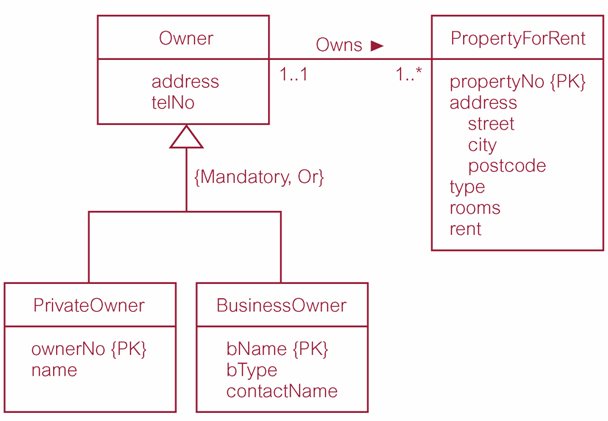 Owner
address
telNo
Owns ►
1..1
1..*
PropertyForRent
propertyNo {PK}
address
street
city
postcode
type
rooms
rent
{Mandatory, Or}
PrivateOwner
ownerNo {PK}
name
BusinessOwner
bName {PK}
bType
contactName